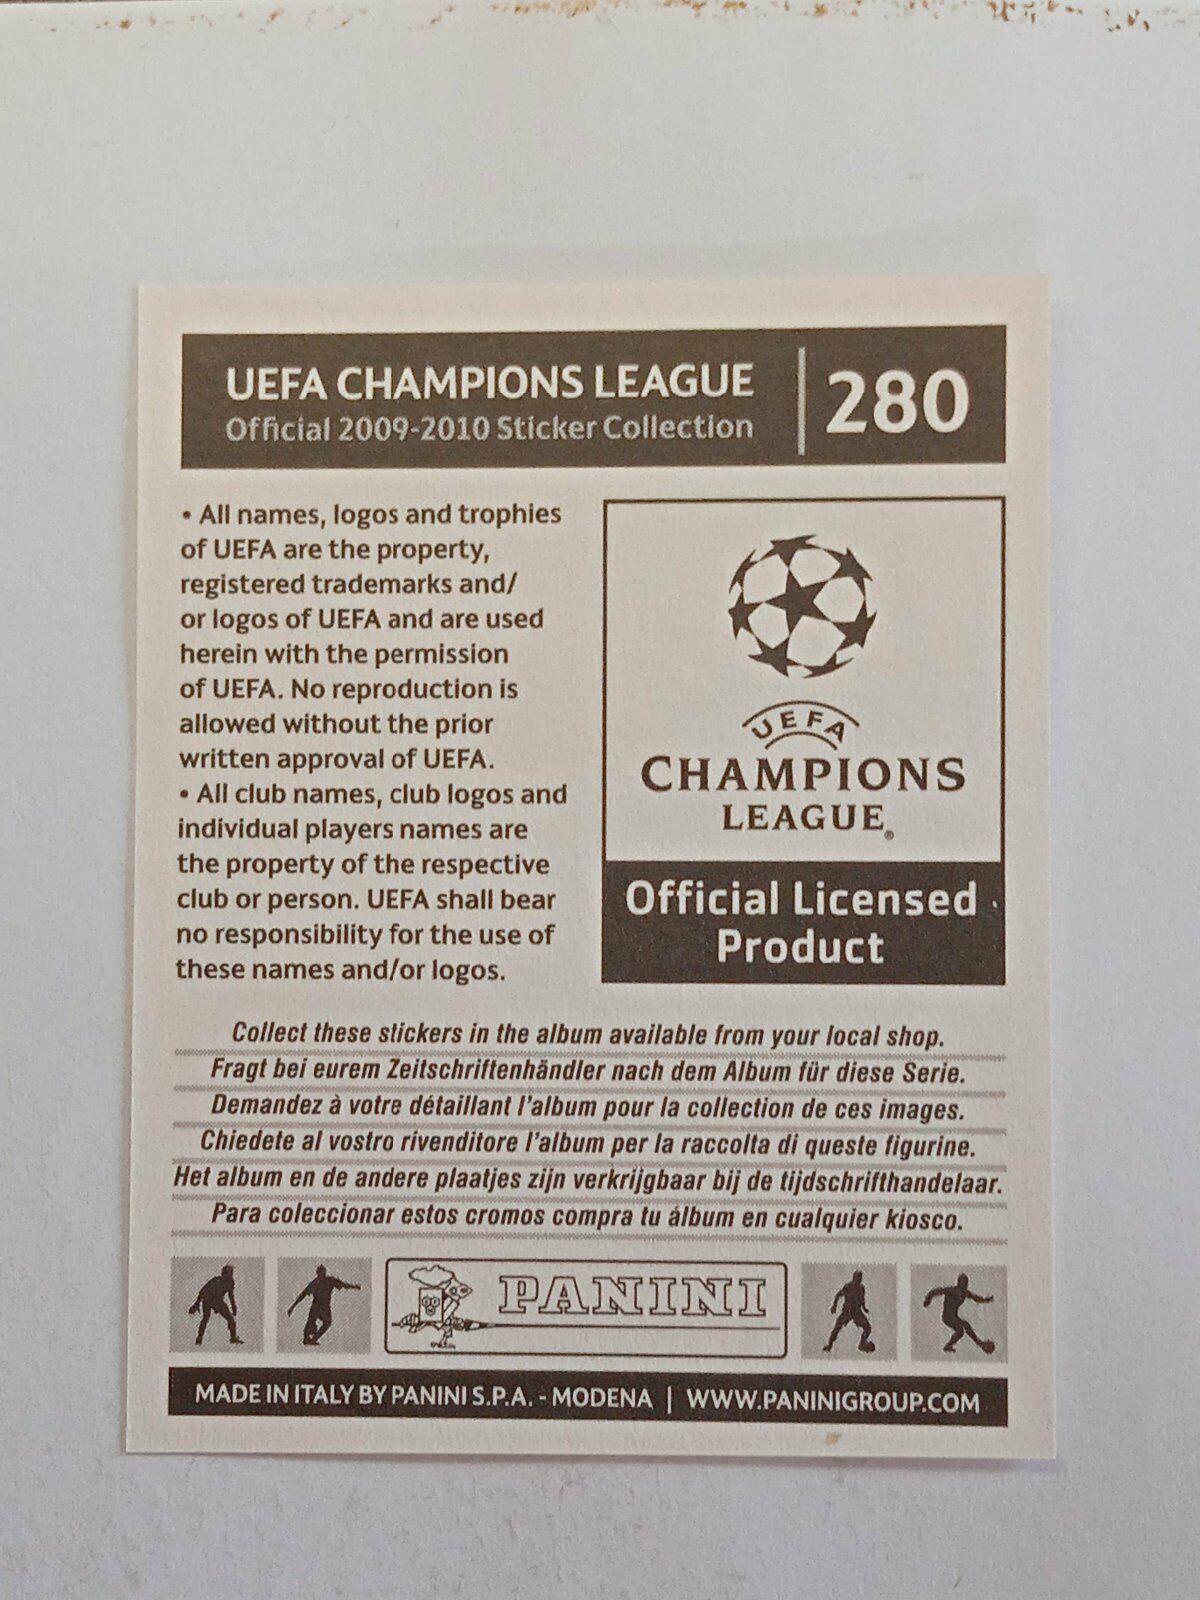 UEFA CHAMPIONS LEAGUE
Official 2009-2010 Sticker Collection
280
• All names, logos and trophies
of UEFA are the property,
registered trademarks and/
or logos of UEFA and are used
herein with the permission
of UEFA. No reproduction is
allowed without the prior
written approval of UEFA.
• All club names, club logos and
individual players names are
the property of the respective
club or person. UEFA shall bear
no responsibility for the use of
these names and/or logos.
UEFA
CHAMPIONS
LEAGUE®
Official Licensed
Product
Collect these stickers in the album available from your local shop.
Fragt bei eurem Zeitschriftenhändler nach dem Album für diese Serie.
Demandez à votre détaillant l'album pour la collection de ces images.
Chiedete al vostro rivenditore l'album per la raccolta di queste figurine.
Het album en de andere plaatjes zijn verkrijgbaar bij de tijdschrifthandelaar.
Para coleccionar estos cromos compra tu álbum en cualquier kiosco.
PANINI
MADE IN ITALY BY PANINI S.P.A. - MODENA | WWW.PANINIGROUP.COM